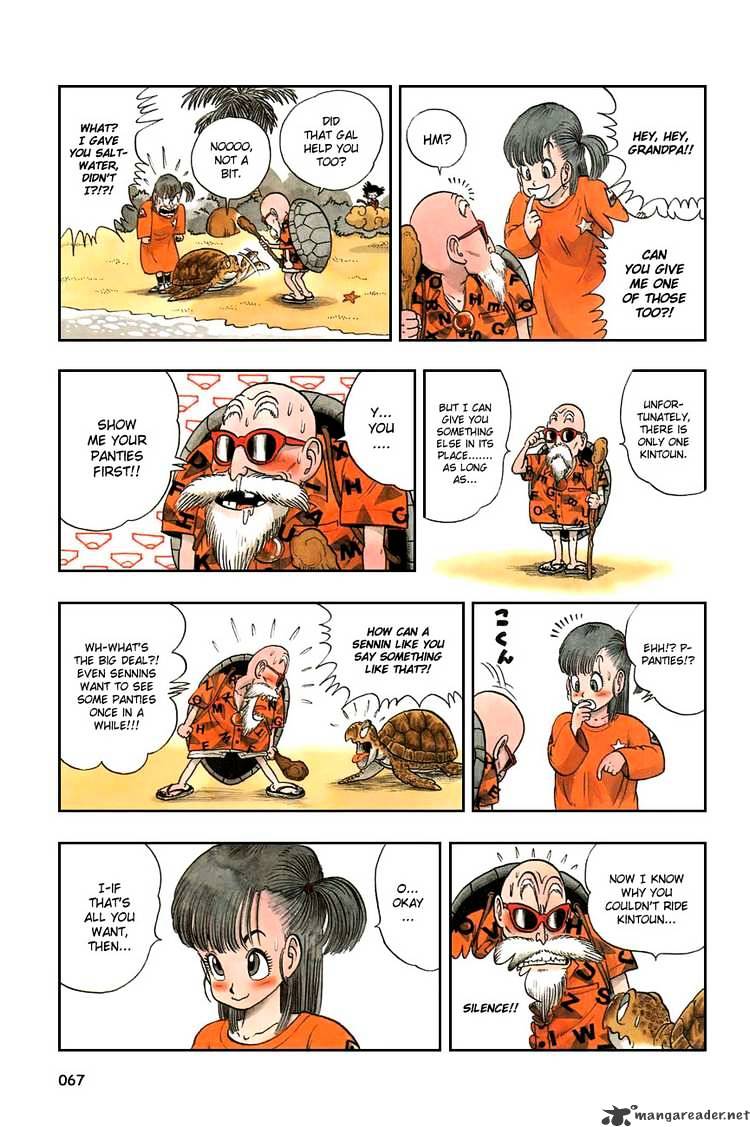 HEY, HEY,
GRANDPA!!
CAN
YOU GIVE
ME ONE
OF THOSE
TOO?!
HM?
DID
THAT GAL
HELP YOU
TOO?
NOOOO,
NOT A
BIT.
WHAT?
I GAVE
YOU SALT-
WATER,
DIDN'T
I?!?!
UNFOR-
TUNATELY,
THERE IS
ONLY ONE
KINTOUN.
BUT I CAN
GIVE YOU
SOMETHING
ELSE IN ITS
PLACE.......
AS LONG
AS...
Y...
YOU
....
SHOW
ME YOUR
PANTIES
FIRST!!
EHH!? P-
PANTIES!?
こくん
HOW CAN A
SENNIN LIKE YOU
SAY SOMETHING
LIKE THAT?!
WH-WHAT'S
THE BIG DEAL?!
EVEN SENNINS
WANT TO SEE
SOME PANTIES
ONCE IN A
WHILE!!!
NOW I KNOW
WHY YOU
COULDN'T RIDE
KINTOUN...
SILENCE!!
O...
OKAY
...
I-IF
THAT'S
ALL YOU
WANT,
THEN...
067
mangareader.net